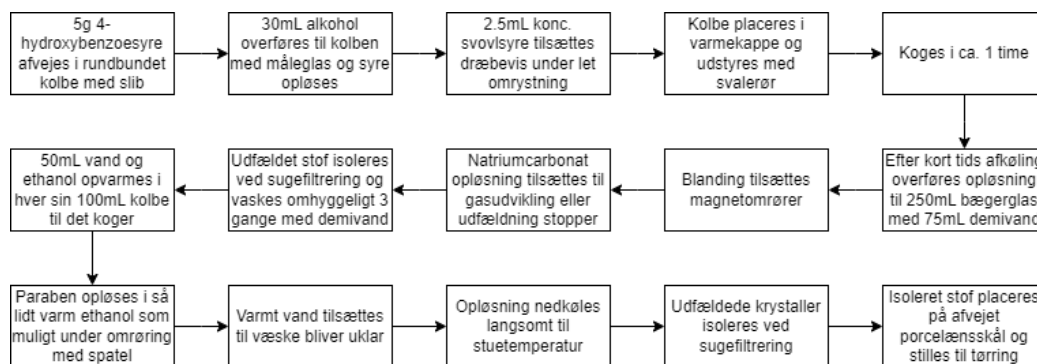 5g 4-
hydroxybenzoesyre
afvejes i rundbundet
kolbe med slib
30mL alkohol
overføres til kolben
med måleglas og syre
opløses
2.5mL konc.
svovlsyre tilsættes
dræbevis under let
omrystning
Kolbe placeres i
varmekappe og
udstyres med
svalerør
Koges i ca. 1 time
Efter kort tids afkøling
overføres opløsning
til 250mL bægerglas
med 75mL demivand
Blanding tilsættes
magnetomrører
Natriumcarbonat
opløsning tilsættes til
gasudvikling eller
udfældning stopper
Udfældet stof isoleres
ved sugefiltrering og
vaskes omhyggeligt 3
gange med demivand
50mL vand og
ethanol opvarmes i
hver sin 100mL kolbe
til det koger
Paraben opløses i så
lidt varm ethanol som
muligt under omrøring
med spatel
Varmt vand tilsættes
til væske bliver uklar
Opløsning nedkøles
langsomt til
stuetemperatur
Udfældede krystaller
isoleres ved
sugefiltrering
Isoleret stof placeres
på afvejet
porcelænsskål og
stilles til tørring